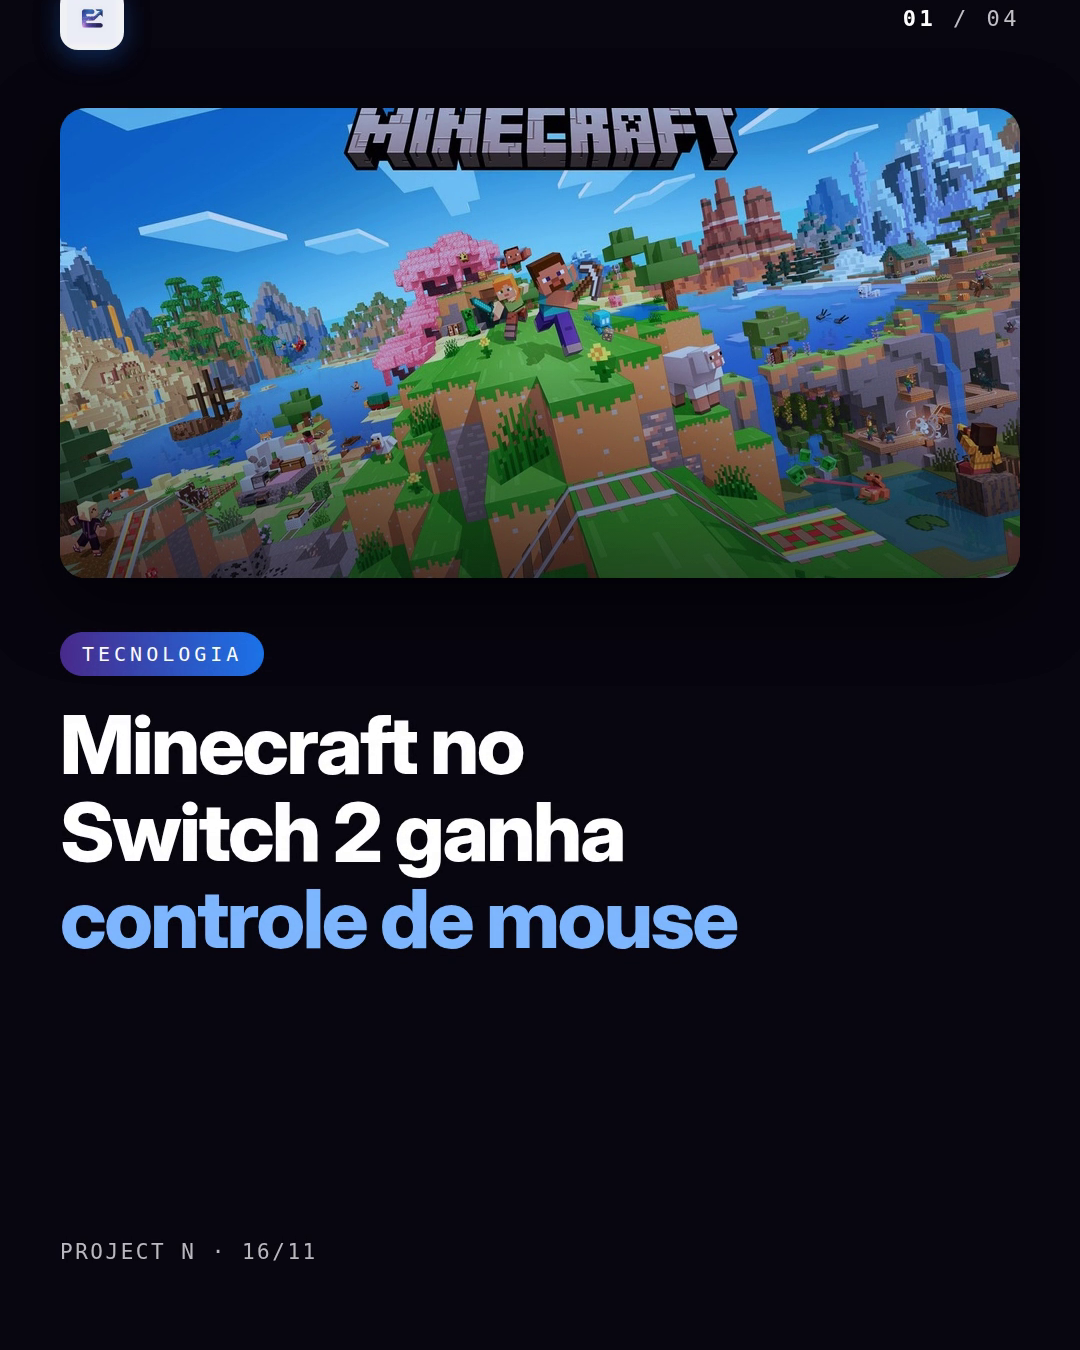 01 / 04
MINECRAFT
TECNOLOGIA
Minecraft no
Switch 2 ganha
controle de mouse
PROJECT N · 16/11